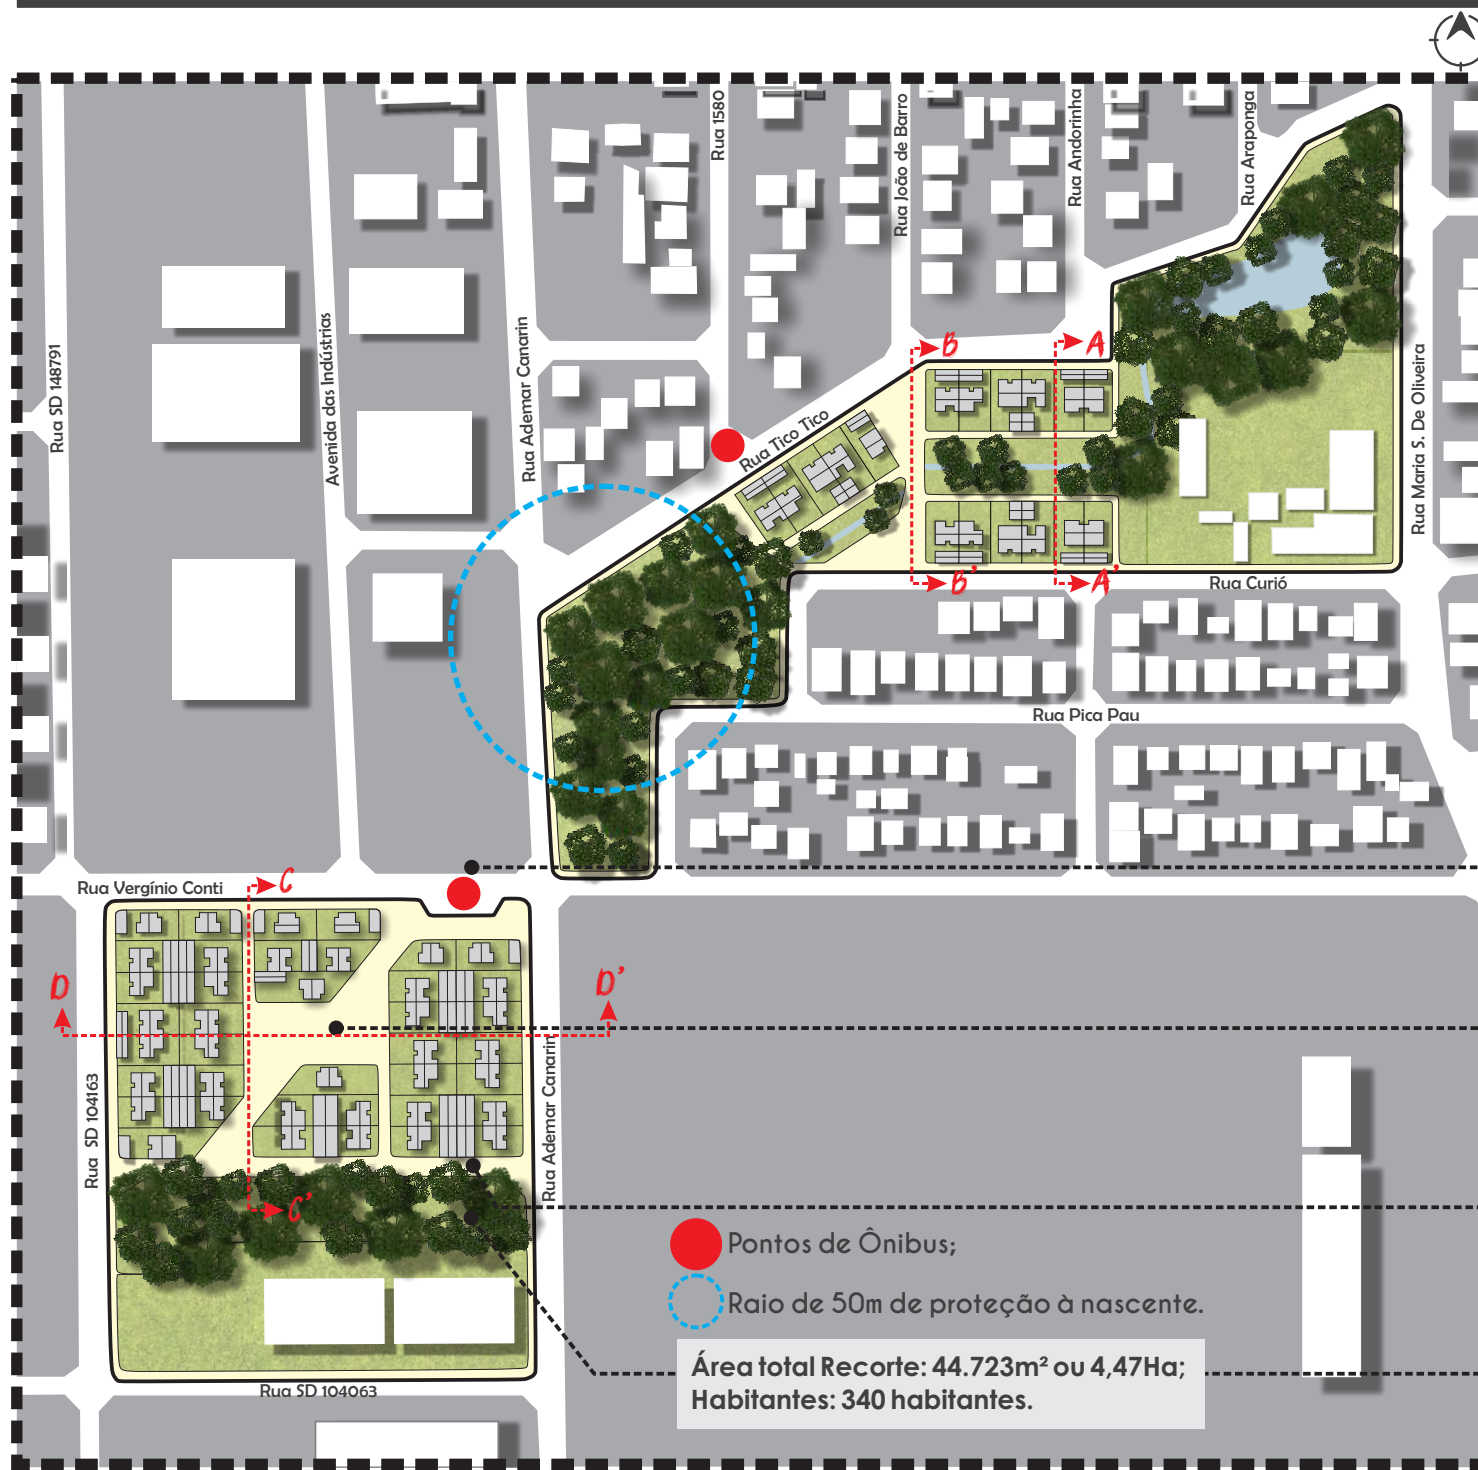 Rua 1580
Rua João de Barro
Rua Andorinha
Rua Araponga
Rua SD 148791
Avenida das Indústrias
Rua Ademar Canarin
Rua Tico Tico
Rua Maria S. De Oliveira
B
A
B'
A'
Rua Curió
Rua Pica Pau
Rua Vergínio Conti
C
D
D'
Rua SD 104163
Rua Ademar Canarin
C'
Pontos de Ônibus;
Raio de 50m de proteção à nascente.
Área total Recorte: 44.723m² ou 4,47Ha;
Habitantes: 340 habitantes.
Rua SD 104063